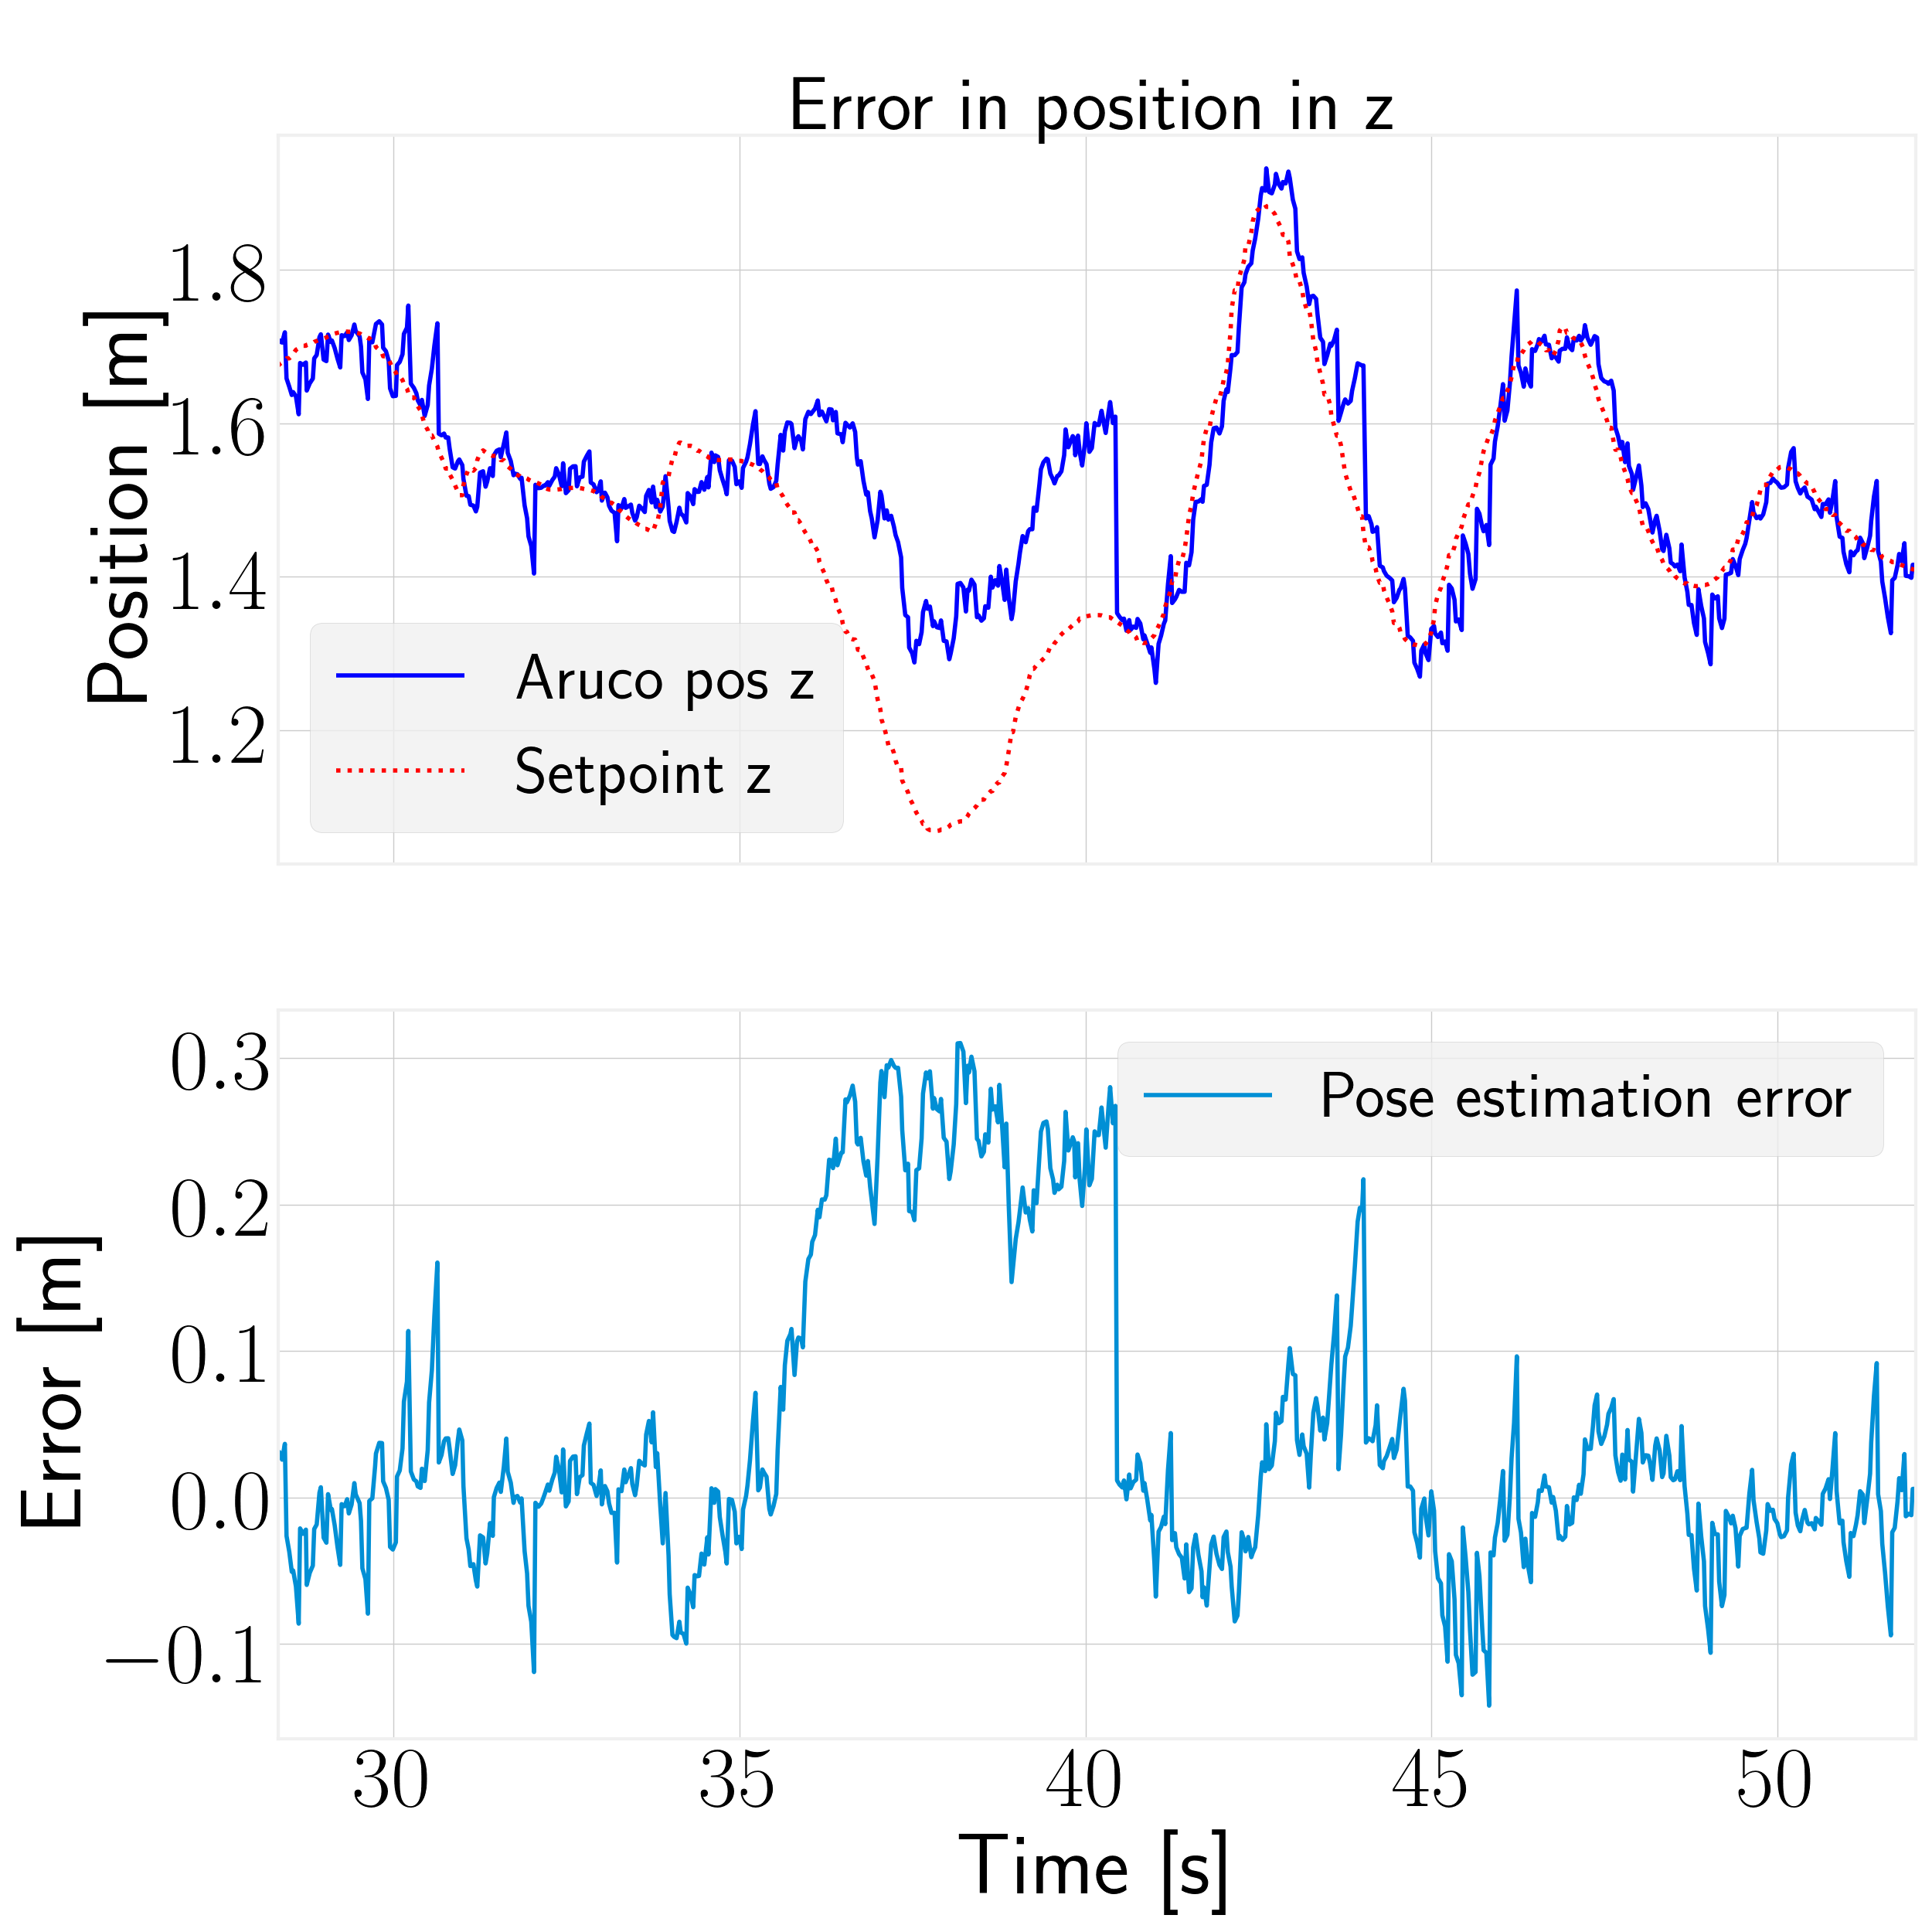 Error in position in z
Position [m]
1.8
1.6
1.4
1.2
Aruco pos z
Setpoint z
Error [m]
0.3
0.2
0.1
0.0
−0.1
Pose estimation error
30 35 40 45 50
Time [s]